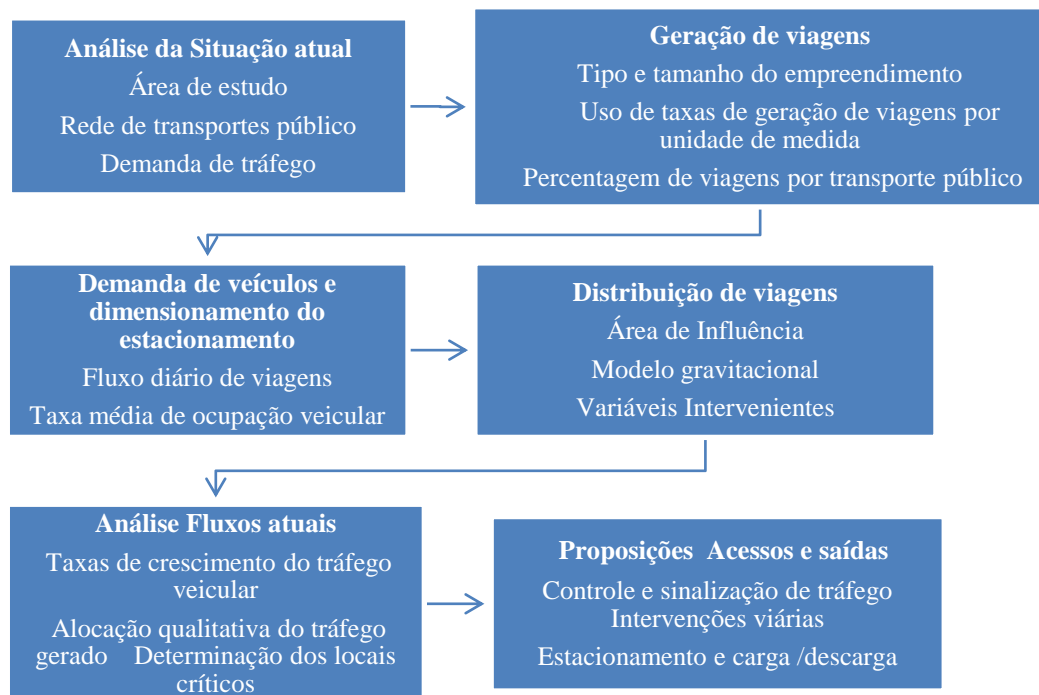 Análise da Situação atual
Área de estudo
Rede de transportes público
Demanda de tráfego
Geração de viagens
Tipo e tamanho do empreendimento
Uso de taxas de geração de viagens por
unidade de medida
Percentagem de viagens por transporte público
Demanda de veículos e
dimensionamento do
estacionamento
Fluxo diário de viagens
Taxa média de ocupação veicular
Distribuição de viagens
Área de Influência
Modelo gravitacional
Variáveis Intervenientes
Análise Fluxos atuais
Taxas de crescimento do tráfego
veicular
Alocação qualitativa do tráfego
gerado Determinação dos locais
críticos
Proposições Acessos e saídas
Controle e sinalização de tráfego
Intervenções viárias
Estacionamento e carga /descarga